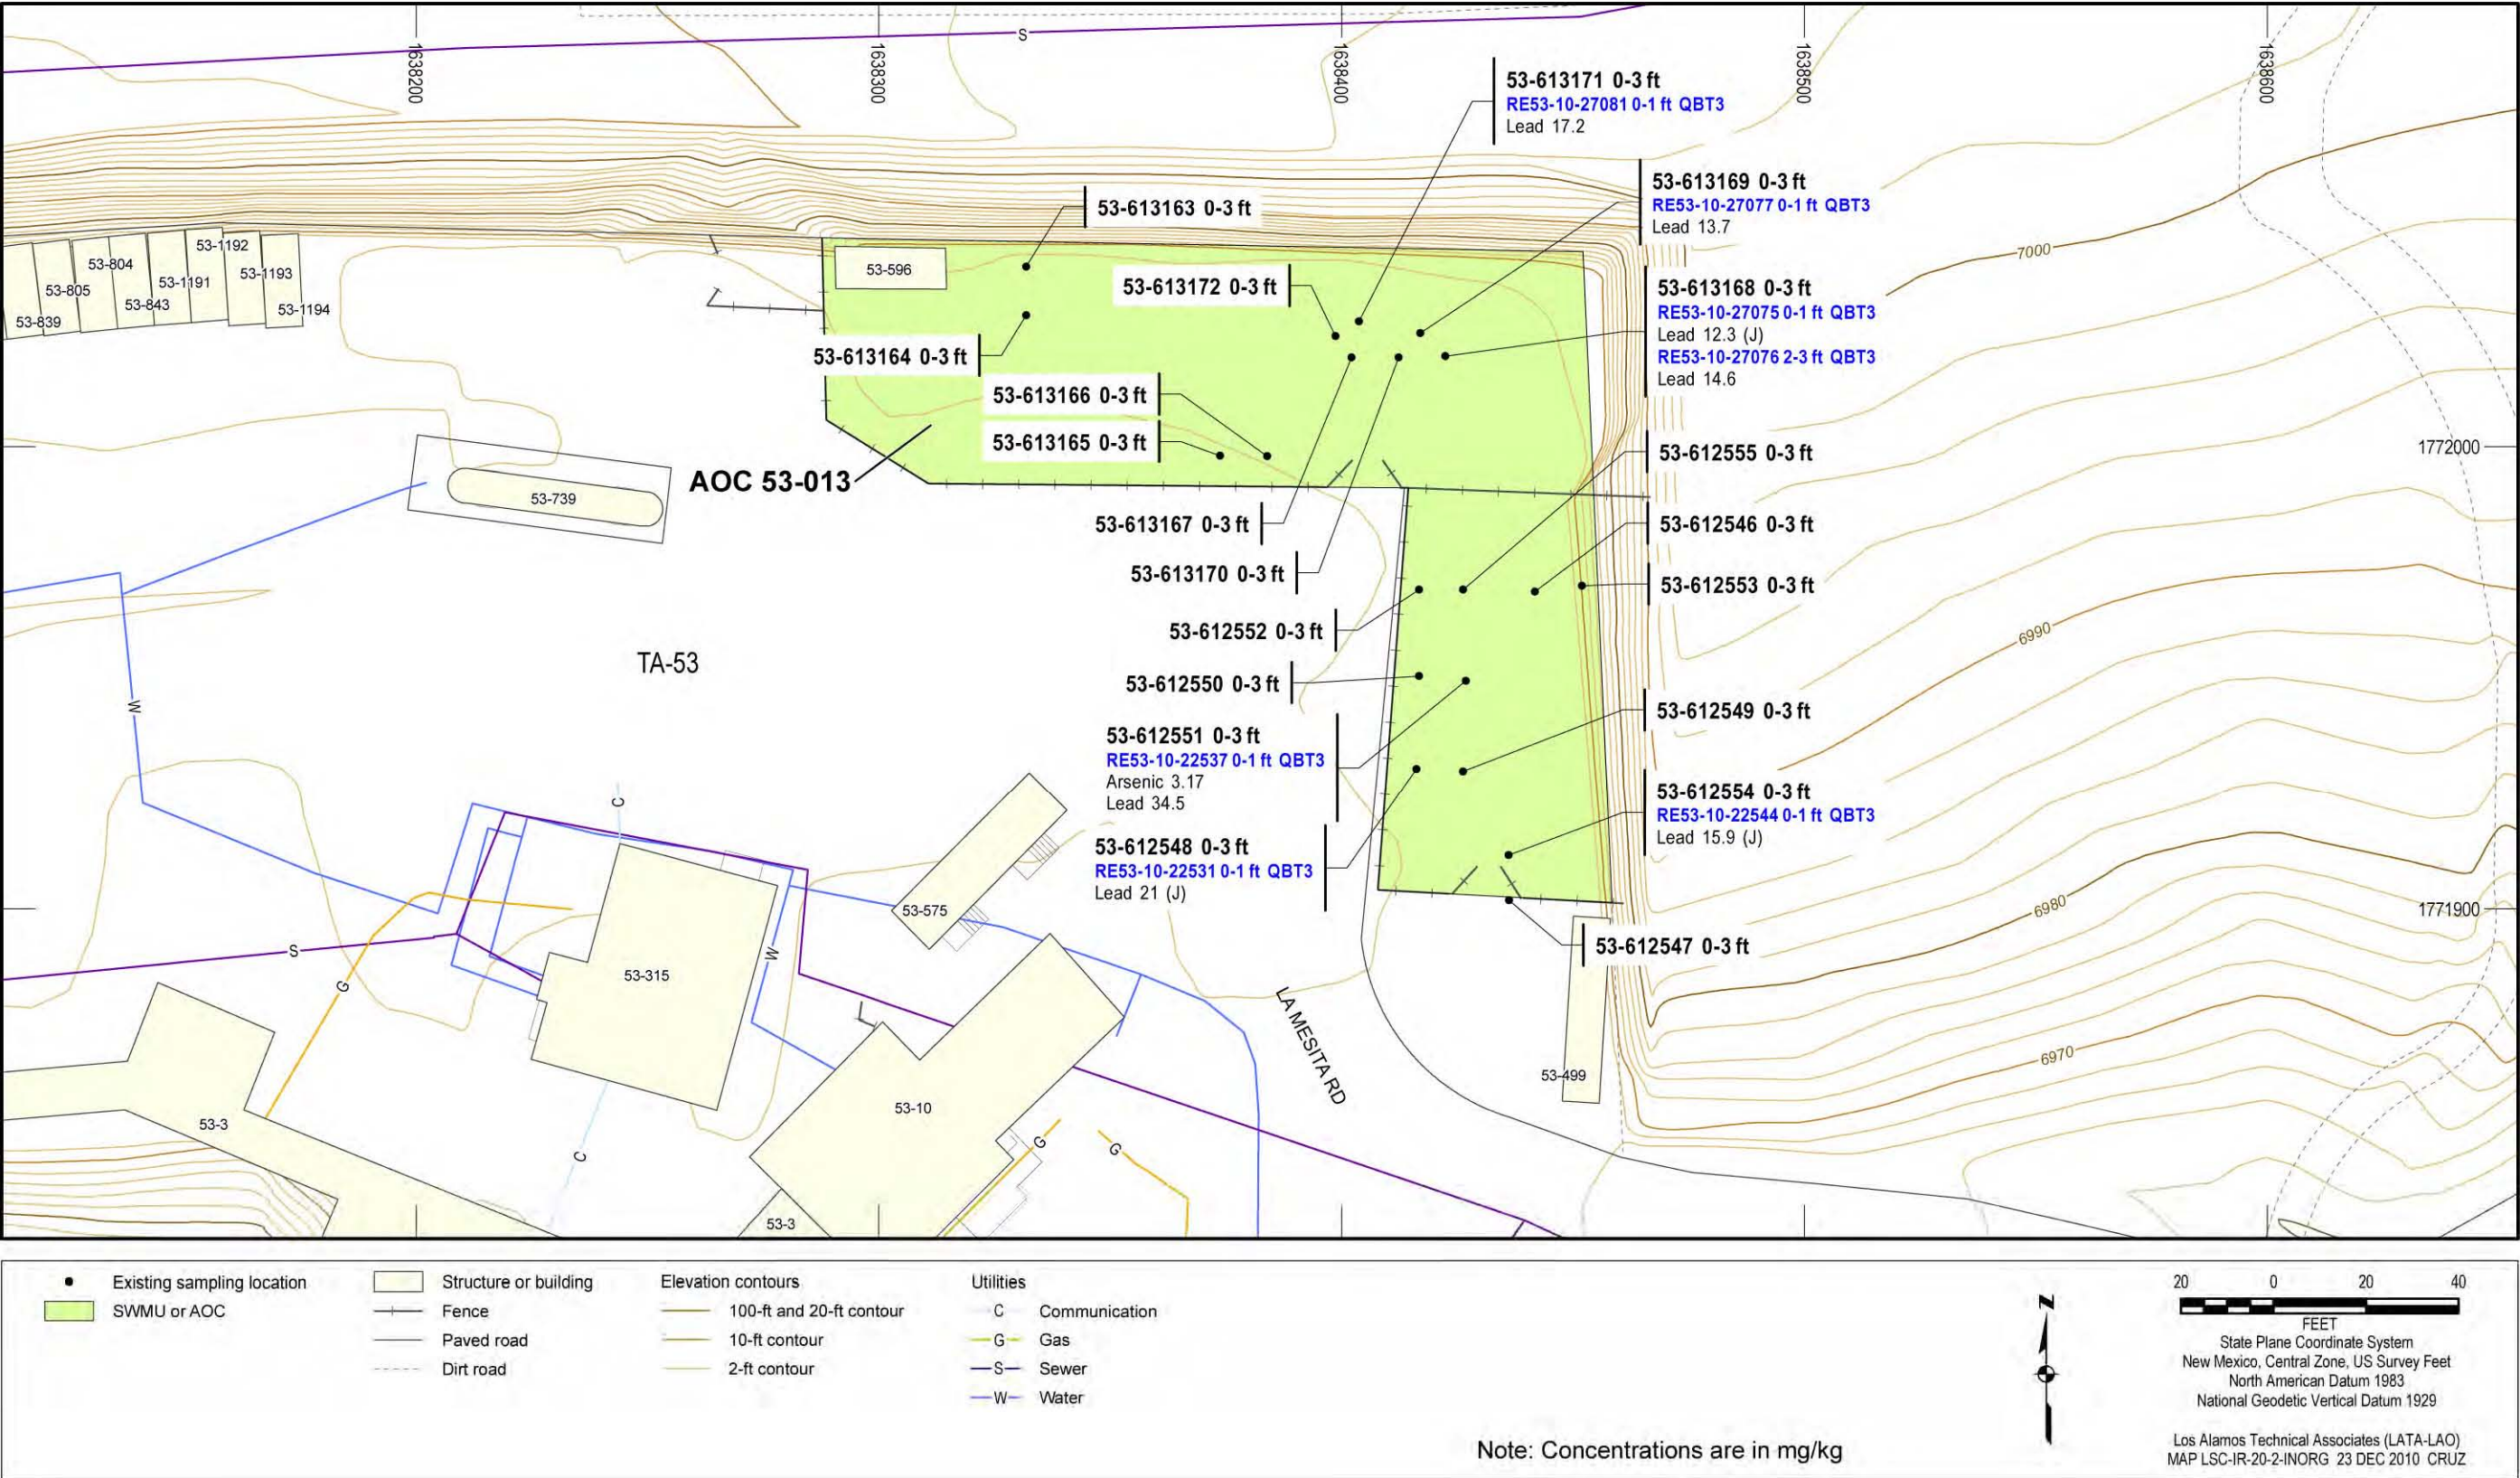 S
1638200
1638300
1638400
1638500
1638600
53-613171 0-3 ft
RE53-10-27081 0-1 ft QBT3
Lead 17.2
53-613169 0-3 ft
RE53-10-27077 0-1 ft QBT3
Lead 13.7
53-613163 0-3 ft
53-1192
53-804
53-1193
53-1191
53-805
53-843
53-1194
53-839
53-596
7000
53-613172 0-3 ft
53-613168 0-3 ft
RE53-10-27075 0-1 ft QBT3
Lead 12.3 (J)
RE53-10-27076 2-3 ft QBT3
Lead 14.6
53-613164 0-3 ft
53-613166 0-3 ft
53-613165 0-3 ft
53-612555 0-3 ft
1772000
AOC 53-013
53-739
53-613167 0-3 ft
53-612546 0-3 ft
53-613170 0-3 ft
53-612553 0-3 ft
53-612552 0-3 ft
6990
TA-53
53-612550 0-3 ft
W
53-612549 0-3 ft
53-612551 0-3 ft
RE53-10-22537 0-1 ft QBT3
Arsenic 3.17
Lead 34.5
53-612554 0-3 ft
RE53-10-22544 0-1 ft QBT3
Lead 15.9 (J)
C
53-612548 0-3 ft
RE53-10-22531 0-1 ft QBT3
Lead 21 (J)
53-575
6980
1771900
S
W
53-612547 0-3 ft
53-315
G
LA MESITA RD
6970
53-499
53-10
53-3
G
G
C
53-3
Existing sampling location
SWMU or AOC
Structure or building
Fence
Paved road
Dirt road
Elevation contours
100-ft and 20-ft contour
10-ft contour
2-ft contour
Utilities
C Communication
G Gas
S Sewer
W Water
N
20 0 20 40
FEET
State Plane Coordinate System
New Mexico, Central Zone, US Survey Feet
North American Datum 1983
National Geodetic Vertical Datum 1929
Los Alamos Technical Associates (LATA-LAO)
MAP LSC-IR-20-2-INORG 23 DEC 2010 CRUZ
Note: Concentrations are in mg/kg